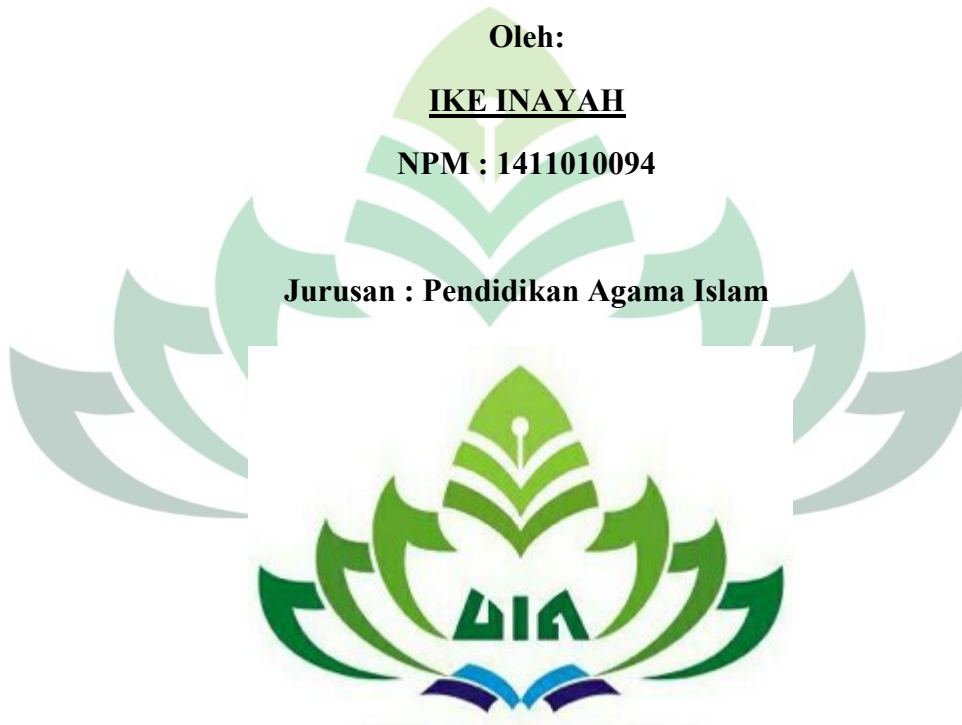 Oleh:
IKE INAYAH
NPM : 1411010094
Jurusan : Pendidikan Agama Islam
UIN